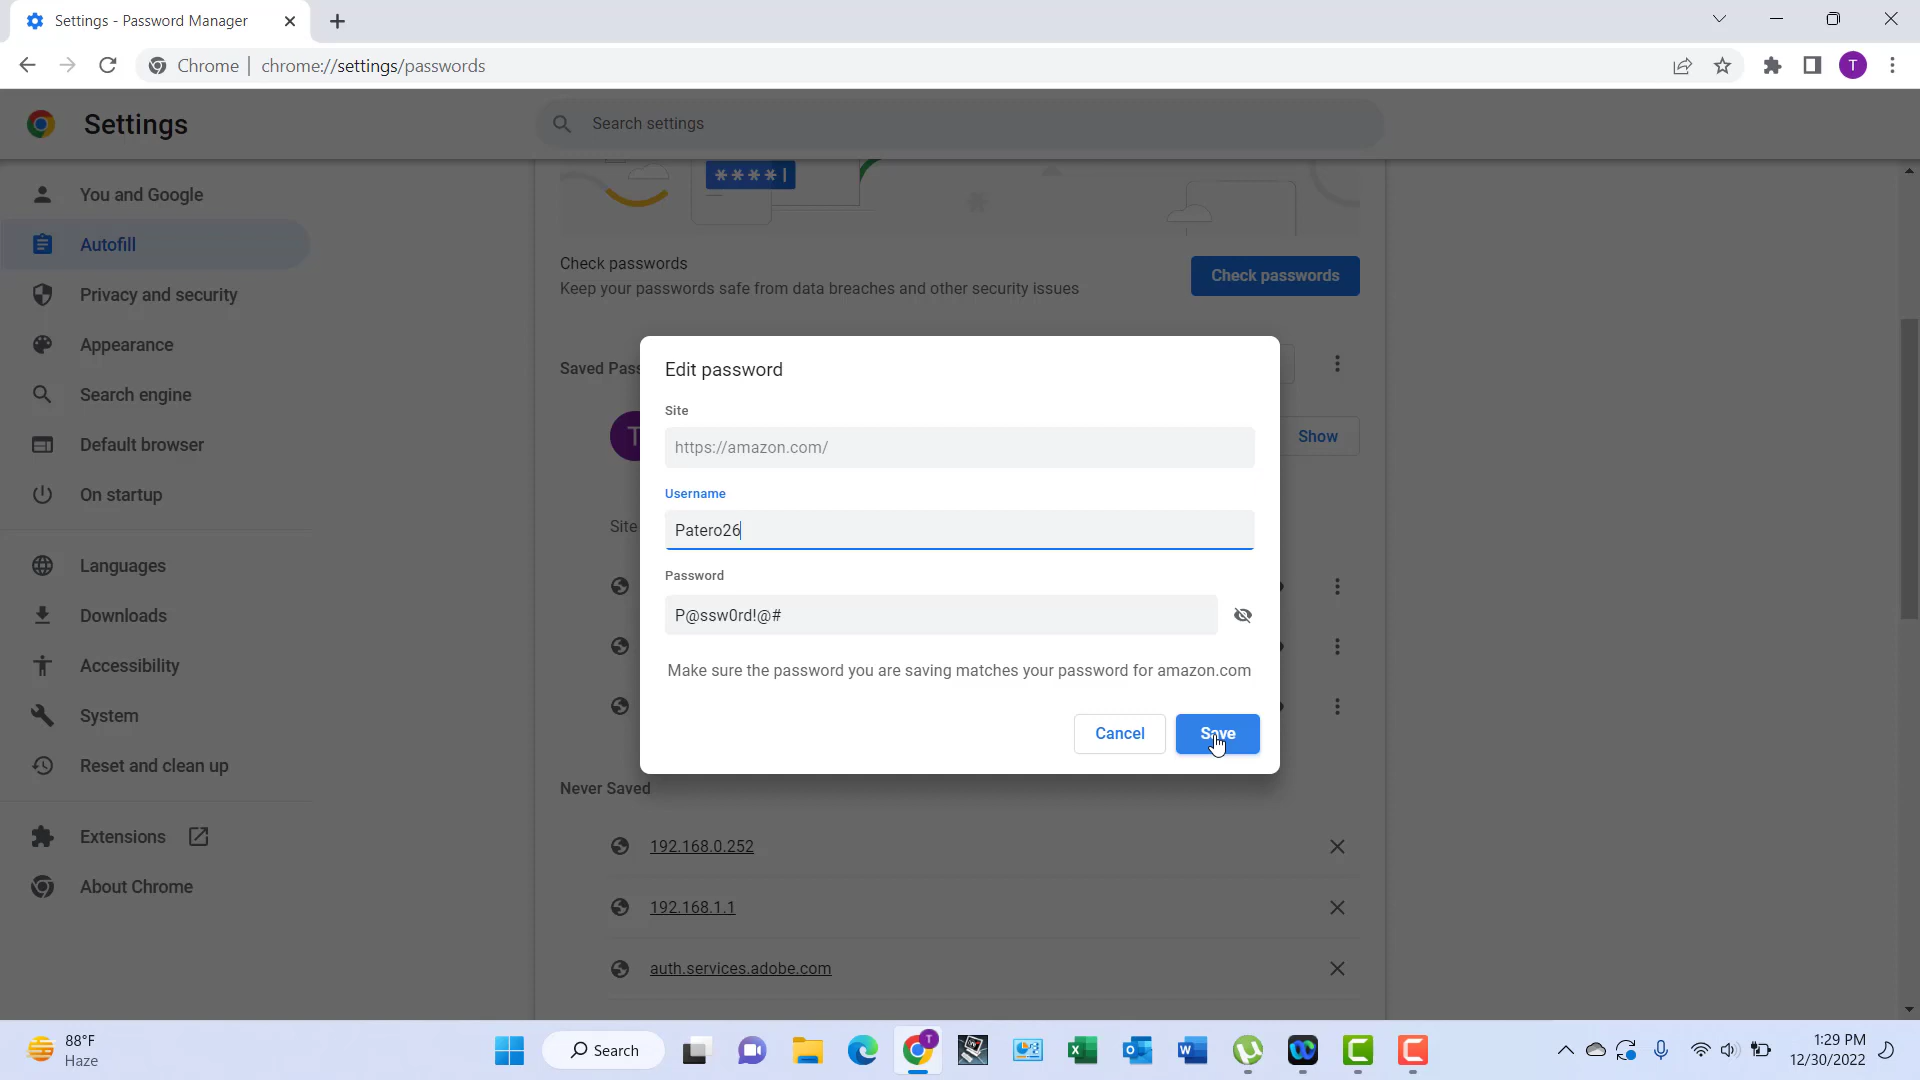 Settings - Password Manager
Chrome | chrome://settings/passwords
T
Settings
Search settings
You and Google
Autofill
Privacy and security
Appearance
Search engine
Default browser
On startup
Languages
Downloads
Accessibility
System
Reset and clean up
Extensions
About Chrome
****|
Check passwords
Keep your passwords safe from data breaches and other security issues
Check passwords
Saved Pass
T
Show
Site
Edit password
Site
https://amazon.com/
Username
Patero26
Password
P@ssw0rd!@#
Make sure the password you are saving matches your password for amazon.com
Cancel
Save
Never Saved
192.168.0.252
192.168.1.1
auth.services.adobe.com
88°F
Haze
Search
T
1:29 PM
12/30/2022